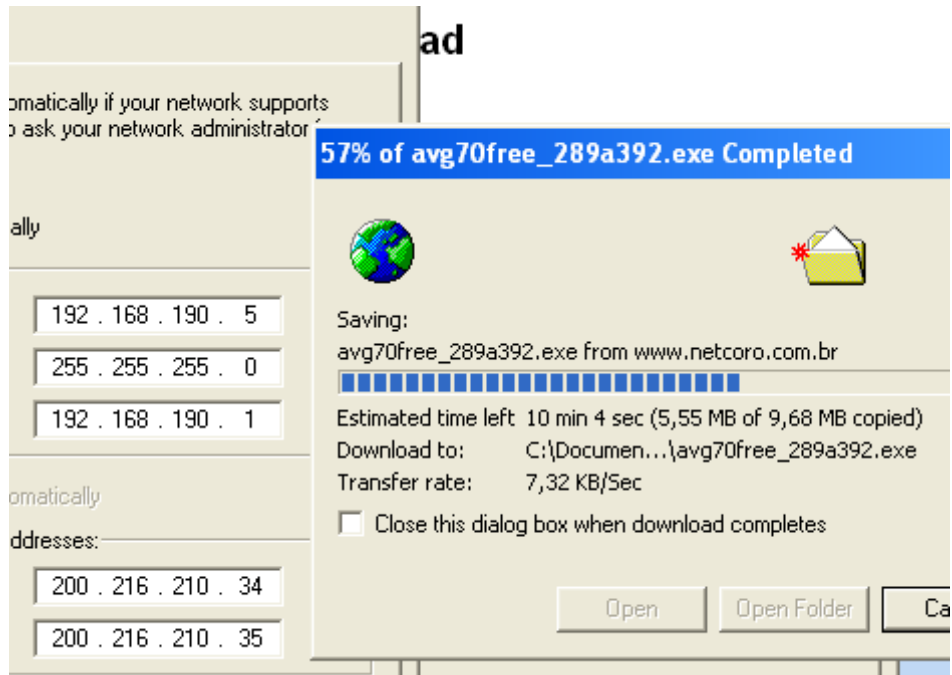 ad
omatically if your network supports
o ask your network administrator
ally
192 . 168 . 190 . 5
255 . 255 . 255 . 0
192 . 168 . 190 . 1
omatically
ddresses:
200 . 216 . 210 . 34
200 . 216 . 210 . 35
57% of avg70free_289a392.exe Completed
Saving:
avg70free_289a392.exe from www.netcoro.com.br
Estimated time left 10 min 4 sec (5,55 MB of 9,68 MB copied)
Download to: C:\Documen...\avg70free_289a392.exe
Transfer rate: 7,32 KB/Sec
Close this dialog box when download completes
Open
Open Folder
Ca